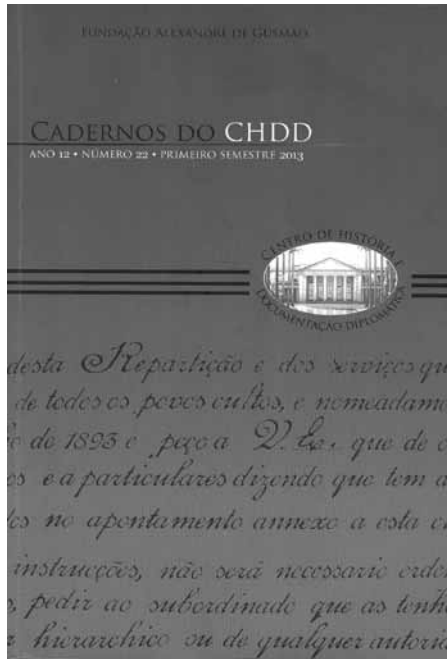 FUNDAÇÃO ALEXANDRE DE GUSMÃO
CADERNOS DO CHDD
ANO 12 • NÚMERO 22 • PRIMEIRO SEMESTRE 2013
CENTRO DE HISTÓRIA E
DOCUMENTAÇÃO DIPLOMÁTICA
desta Repartição e dos serviços qu
de todos os povos cultos, e nomeadame
de 1893 e peço a V. Ex. que de
os e a particulares dizendo que tem a
dos no apontamento annexo a esta
instrucções, não será necessario orde
pedir ao subordinado que as tenh
hierarchico ou de qualquer autori